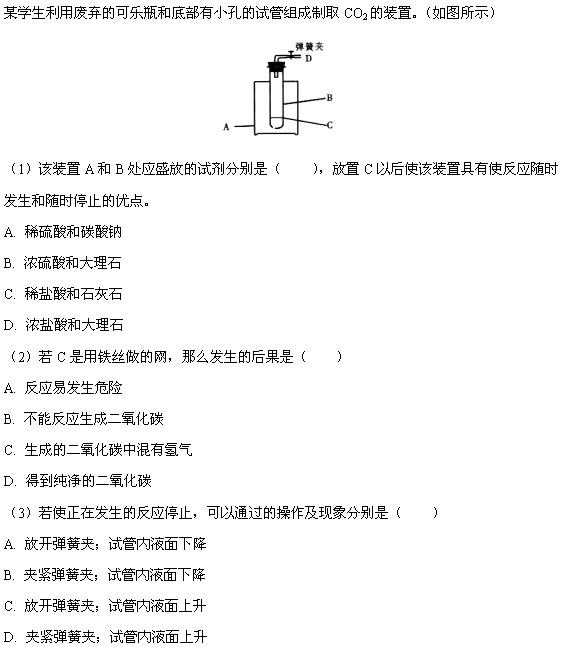 某学生利用废弃的可乐瓶和底部有小孔的试管组成制取 CO2 的装置。(如图所示)
弹簧夹
D
B
A
C
(1) 该装置 A 和 B 处应盛放的试剂分别是 (      ), 放置 C 以后使该装置具有使反应随时
发生和随时停止的优点。
A. 稀硫酸和碳酸钠
B. 浓硫酸和大理石
C. 稀盐酸和石灰石
D. 浓盐酸和大理石
(2) 若 C 是用铁丝做的网, 那么发生的后果是 (      )
A. 反应易发生危险
B. 不能反应生成二氧化碳
C. 生成的二氧化碳中混有氢气
D. 得到纯净的二氧化碳
(3) 若使正在发生的反应停止, 可以通过的操作及现象分别是 (      )
A. 放开弹簧夹; 试管内液面下降
B. 夹紧弹簧夹; 试管内液面下降
C. 放开弹簧夹; 试管内液面上升
D. 夹紧弹簧夹; 试管内液面上升